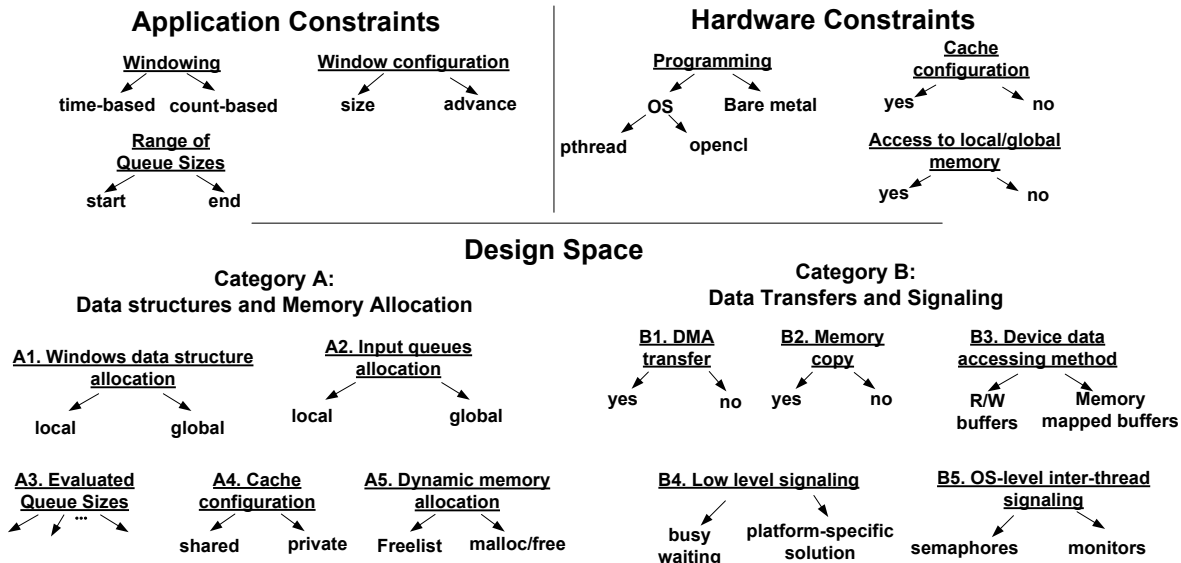 Application Constraints
Windowing
time-based
count-based
Window configuration
size
advance
Range of
Queue Sizes
start
end
Hardware Constraints
Programming
OS
Bare metal
pthread
opencl
Cache
configuration
yes
no
Access to local/global
memory
yes
no
Design Space
Category A:
Data structures and Memory Allocation
A1. Windows data structure
allocation
local
global
A2. Input queues
allocation
local
global
A3. Evaluated
Queue Sizes
...
A4. Cache
configuration
shared
private
A5. Dynamic memory
allocation
Freelist
malloc/free
Category B:
Data Transfers and Signaling
B1. DMA
transfer
yes
no
B2. Memory
copy
yes
no
B3. Device data
accessing method
R/W
buffers
Memory
mapped buffers
B4. Low level signaling
busy
waiting
platform-specific
solution
B5. OS-level inter-thread
signaling
semaphores
monitors